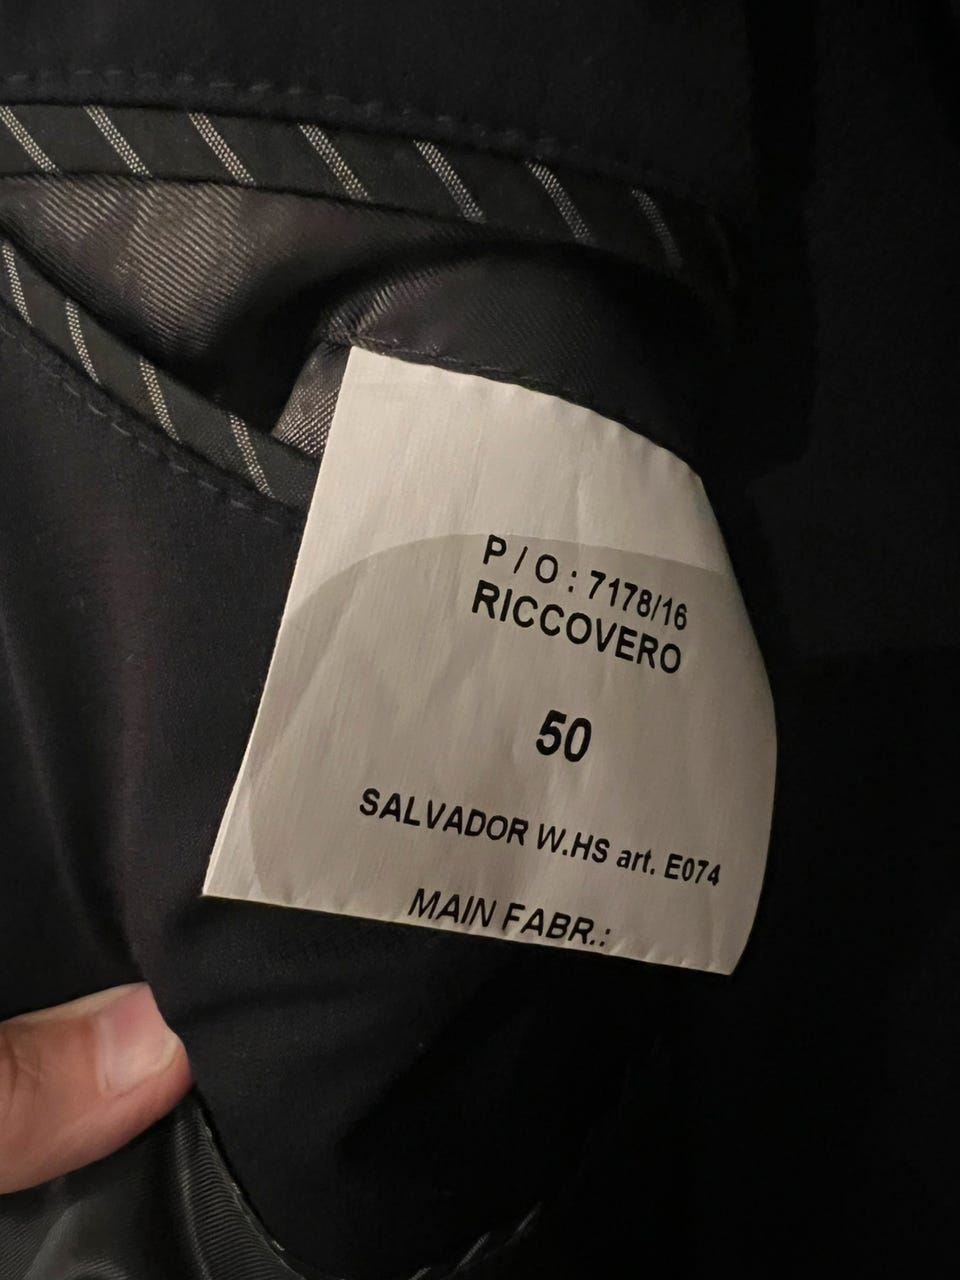 P/O: 7178/16
RICCOVERO
50
SALVADOR W.HS art. E074
MAIN FABR.: